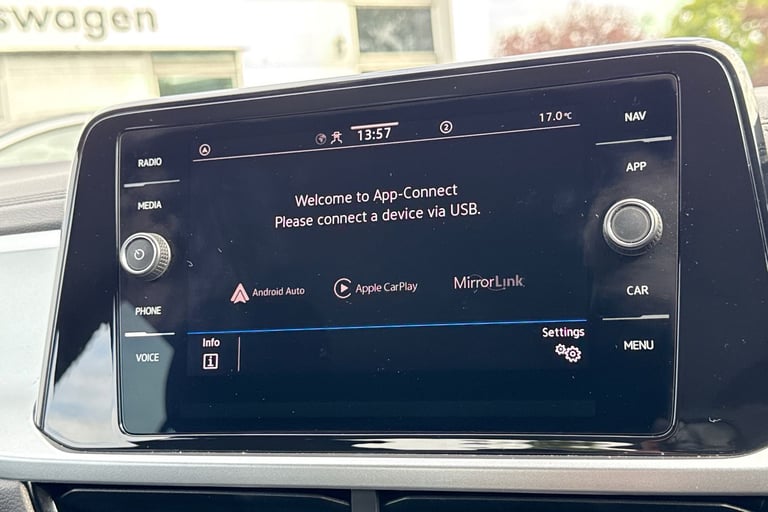 swagen
RADIO
MEDIA
PHONE
VOICE
13:57
2
17.0°C
Welcome to App-Connect
Please connect a device via USB.
Android Auto
Apple CarPlay
MirrorLink
Info
Settings
NAV
APP
CAR
MENU